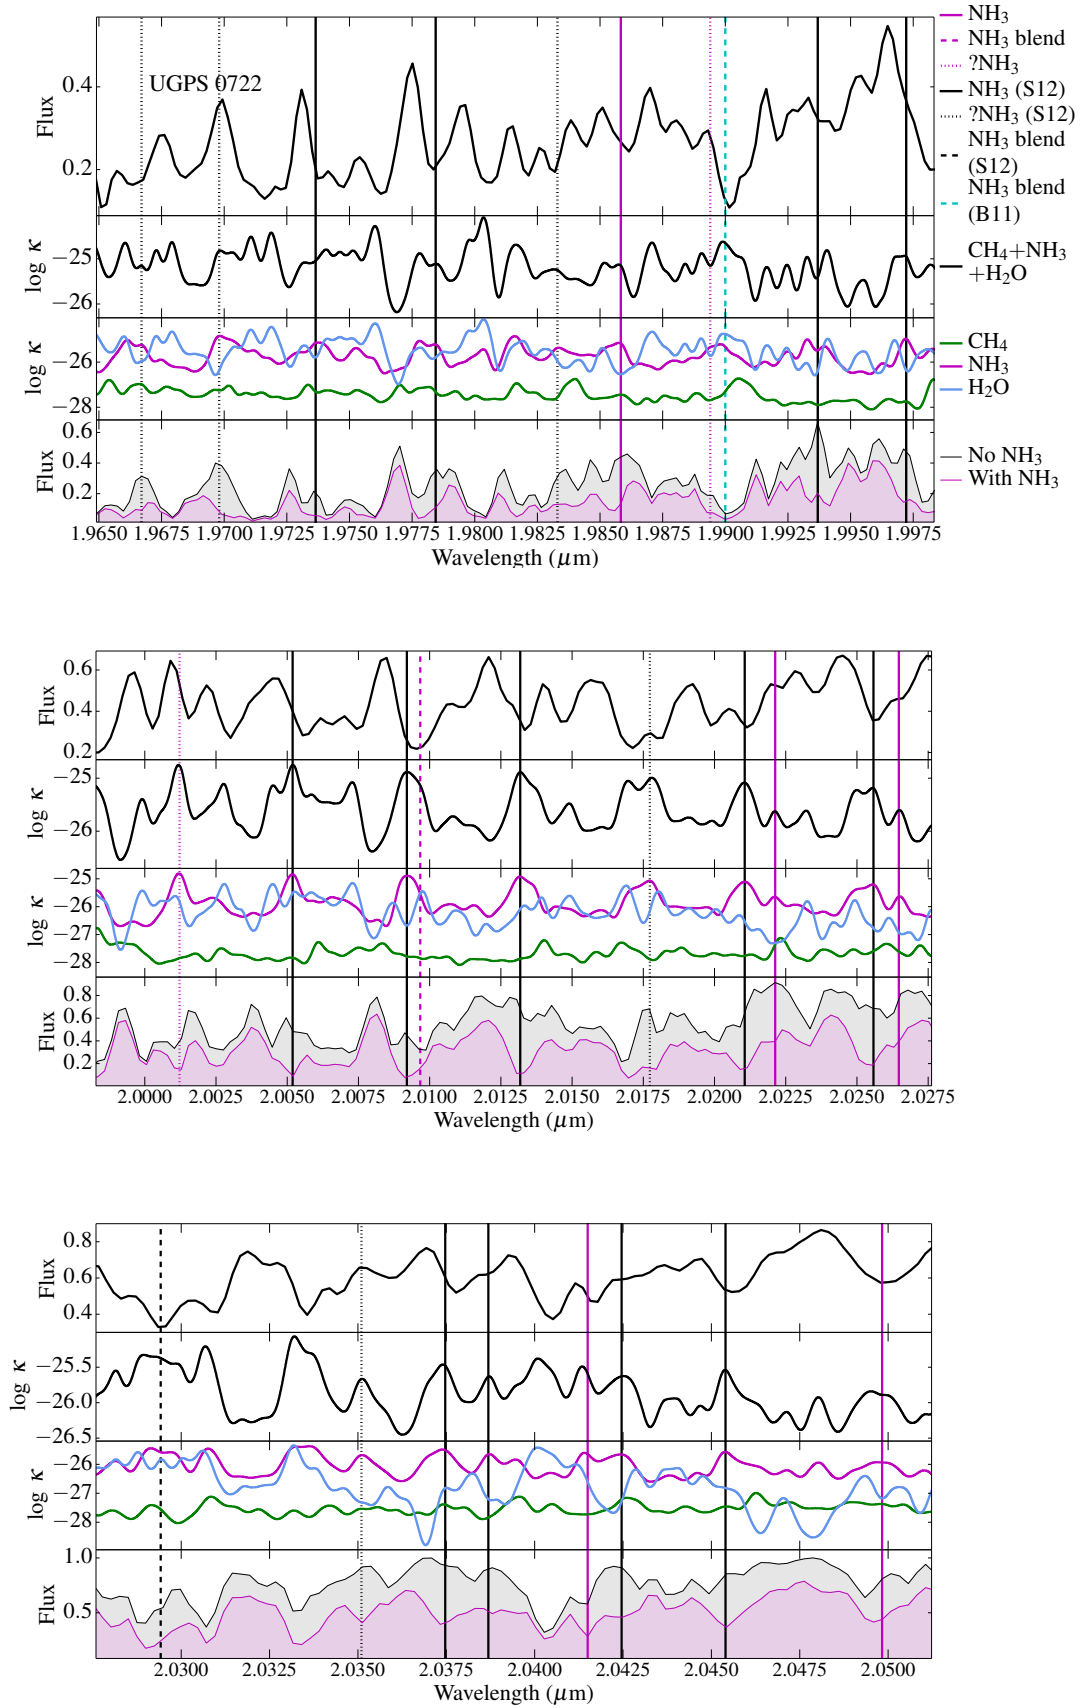 UGPS 0722
Flux
0.4
0.2
log κ
−25
−26
log κ
−26
−28
Flux
0.6
0.4
0.2
1.9650 1.9675 1.9700 1.9725 1.9750 1.9775 1.9800 1.9825 1.9850 1.9875 1.9900 1.9925 1.9950 1.9975
Wavelength (μm)
NH₃
NH₃ blend
?NH₃
NH₃ (S12)
?NH₃ (S12)
NH₃ blend
(S12)
NH₃ blend
(B11)
CH₄+NH₃
+H₂O
CH₄
NH₃
H₂O
No NH₃
With NH₃
Flux
0.6
0.4
0.2
log κ
−25
−26
log κ
−25
−26
−27
−28
Flux
0.8
0.6
0.4
0.2
2.0000 2.0025 2.0050 2.0075 2.0100 2.0125 2.0150 2.0175 2.0200 2.0225 2.0250 2.0275
Wavelength (μm)
Flux
0.8
0.6
0.4
log κ
−25.5
−26.0
−26.5
log κ
−26
−27
−28
Flux
1.0
0.5
2.0300 2.0325 2.0350 2.0375 2.0400 2.0425 2.0450 2.0475 2.0500
Wavelength (μm)